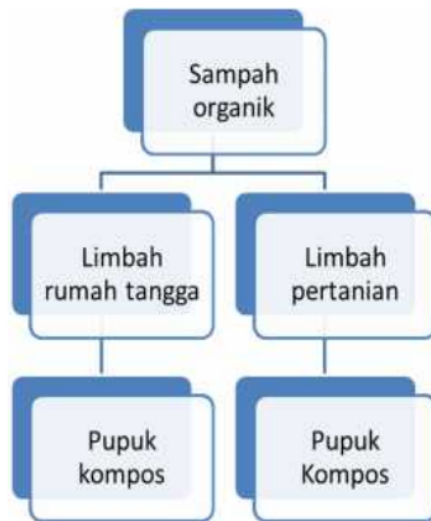 Sampah
organik
Limbah
rumah tangga
Limbah
pertanian
Pupuk
kompos
Pupuk
Kompos